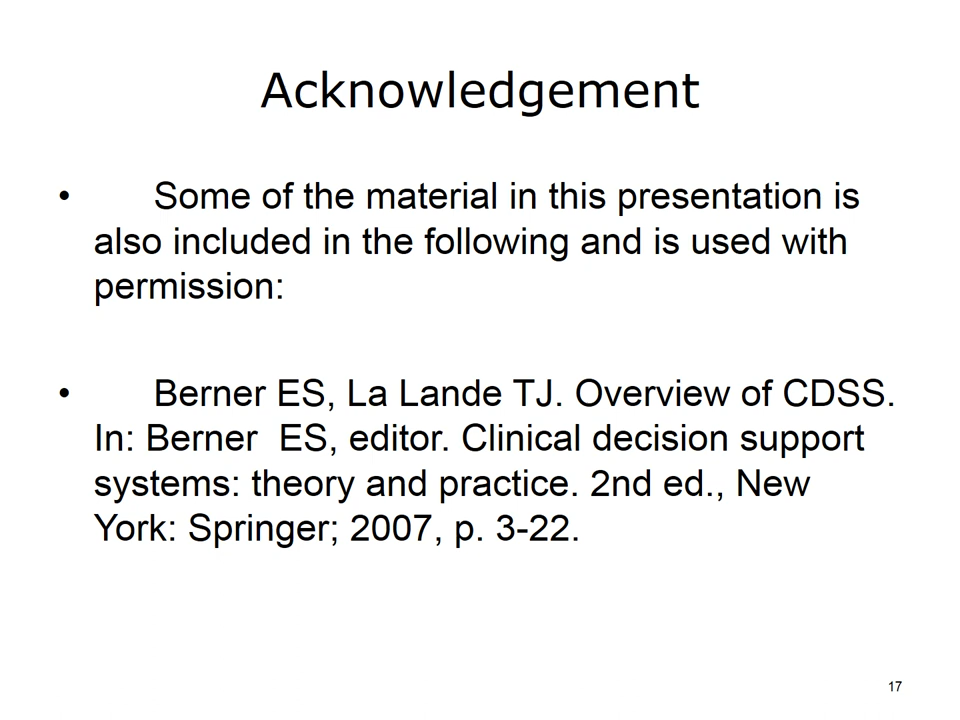 Acknowledgement
• Some of the material in this presentation is
also included in the following and is used with
permission:
• Berner ES, La Lande TJ. Overview of CDSS.
In: Berner  ES, editor. Clinical decision support
systems: theory and practice. 2nd ed., New
York: Springer; 2007, p. 3-22.
17